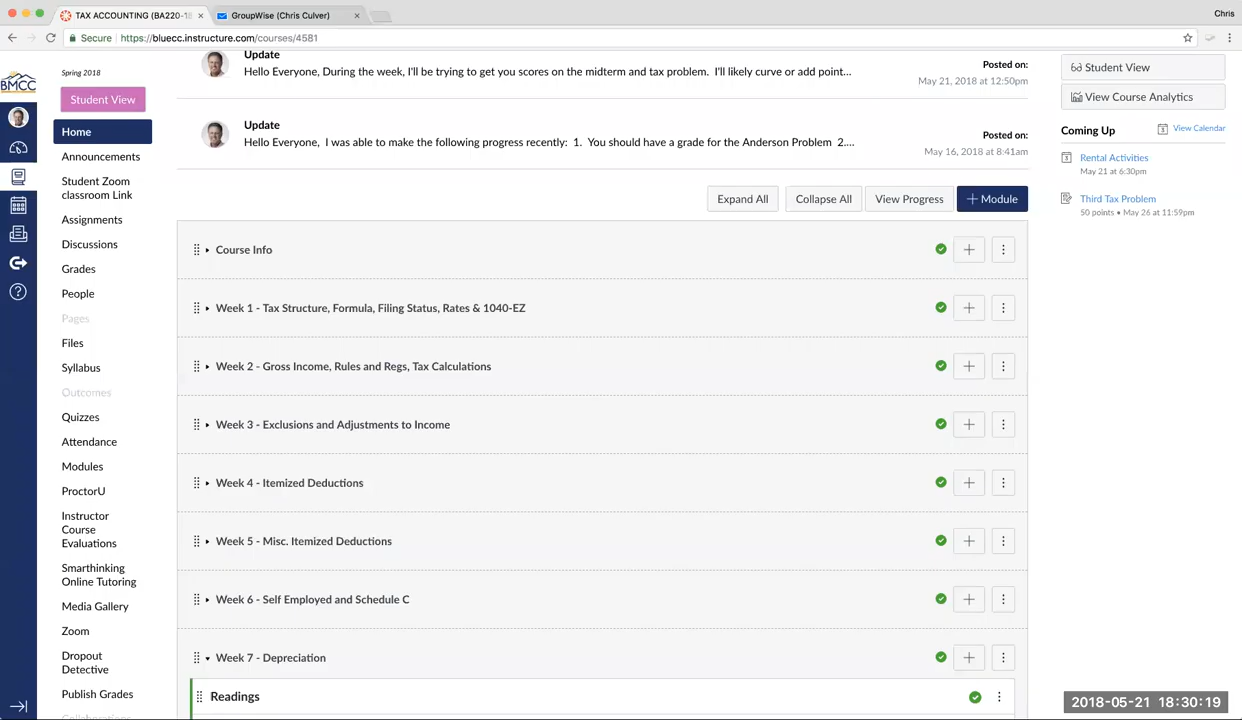 TAX ACCOUNTING (BA220-18
GroupWise (Chris Culver)
Chris
Secure
https://bluecc.instructure.com/courses/4581
BMCC
Spring 2018
Student View
Home
Announcements
Student Zoom
classroom Link
Assignments
Discussions
Grades
People
Pages
Files
Syllabus
Outcomes
Quizzes
Attendance
Modules
ProctorU
Instructor
Course
Evaluations
Smarthinking
Online Tutoring
Media Gallery
Zoom
Dropout
Detective
Publish Grades
Collaborations
Update
Hello Everyone, During the week, I'll be trying to get you scores on the midterm and tax problem.  I'll likely curve or add point...
Posted on:
May 21, 2018 at 12:50pm
Update
Hello Everyone,  I was able to make the following progress recently:  1.  You should have a grade for the Anderson Problem  2....
Posted on:
May 16, 2018 at 8:41am
Expand All
Collapse All
View Progress
+ Module
Course Info
Week 1 - Tax Structure, Formula, Filing Status, Rates & 1040-EZ
Week 2 - Gross Income, Rules and Regs, Tax Calculations
Week 3 - Exclusions and Adjustments to Income
Week 4 - Itemized Deductions
Week 5 - Misc. Itemized Deductions
Week 6 - Self Employed and Schedule C
Week 7 - Depreciation
Readings
Student View
View Course Analytics
Coming Up
View Calendar
Rental Activities
May 21 at 6:30pm
Third Tax Problem
50 points • May 26 at 11:59pm
2018-05-21 18:30:19